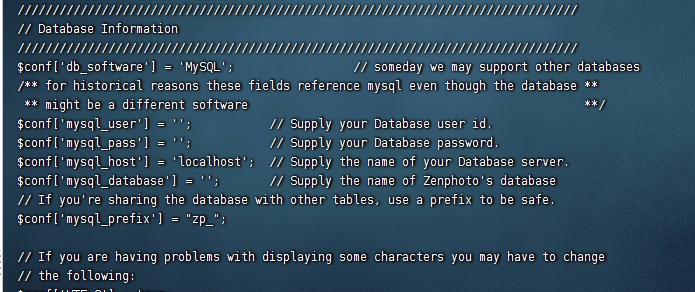 ////////////////////////////////////////////////////////////////////////////////
// Database Information
////////////////////////////////////////////////////////////////////////////////
$conf['db_software'] = 'MySQL';                 // someday we may support other databases
/** for historical reasons these fields reference mysql even though the database **
 ** might be a different software                                                **/
$conf['mysql_user'] = '';           // Supply your Database user id.
$conf['mysql_pass'] = '';           // Supply your Database password.
$conf['mysql_host'] = 'localhost';  // Supply the name of your Database server.
$conf['mysql_database'] = '';       // Supply the name of Zenphoto's database
// If you're sharing the database with other tables, use a prefix to be safe.
$conf['mysql_prefix'] = "zp_";
// If you are having problems with displaying some characters you may have to change
// the following: